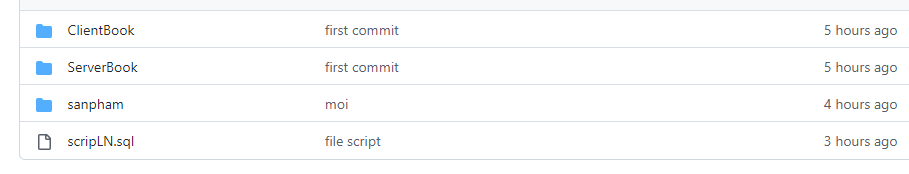 ClientBook first commit 5 hours ago
ServerBook first commit 5 hours ago
sanpham moi 4 hours ago
scripLN.sql file script 3 hours ago